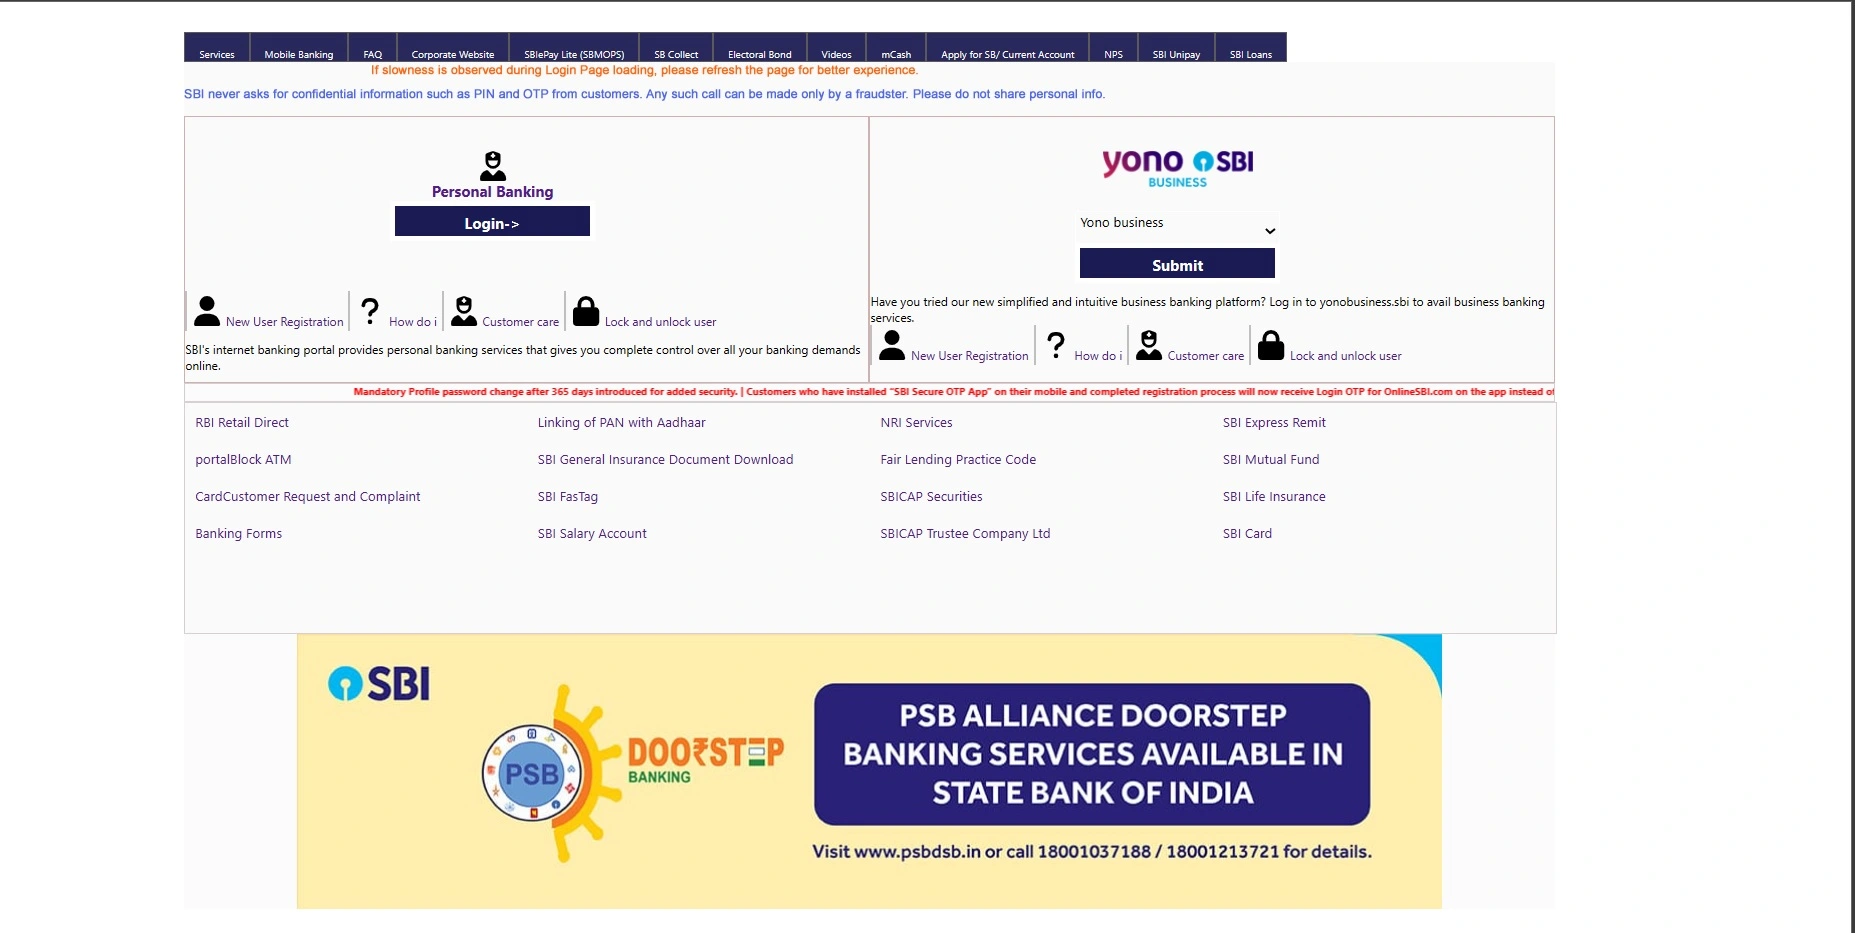 Services Mobile Banking FAQ Corporate Website SBIePay Lite (SBMOPS) SB Collect Electoral Bond Videos mCash Apply for SB/ Current Account NPS SBI Unipay SBI Loans
If slowness is observed during Login Page loading, please refresh the page for better experience.
SBI never asks for confidential information such as PIN and OTP from customers. Any such call can be made only by a fraudster. Please do not share personal info.
Personal Banking
Login->
New User Registration How do i Customer care Lock and unlock user
SBI's internet banking portal provides personal banking services that gives you complete control over all your banking demands
online.
yono SBI
BUSINESS
Yono business
Submit
Have you tried our new simplified and intuitive business banking platform? Log in to yonobusiness.sbi to avail business banking
services.
New User Registration How do i Customer care Lock and unlock user
Mandatory Profile password change after 365 days introduced for added security. | Customers who have installed "SBI Secure OTP App" on their mobile and completed registration process will now receive Login OTP for OnlineSBI.com on the app instead of
RBI Retail Direct Linking of PAN with Aadhaar NRI Services SBI Express Remit
portalBlock ATM SBI General Insurance Document Download Fair Lending Practice Code SBI Mutual Fund
CardCustomer Request and Complaint SBI FasTag SBICAP Securities SBI Life Insurance
Banking Forms SBI Salary Account SBICAP Trustee Company Ltd SBI Card
SBI
PSB
DOO₹STEP
BANKING
PSB ALLIANCE DOORSTEP
BANKING SERVICES AVAILABLE IN
STATE BANK OF INDIA
Visit www.psbdsb.in or call 18001037188 / 18001213721 for details.